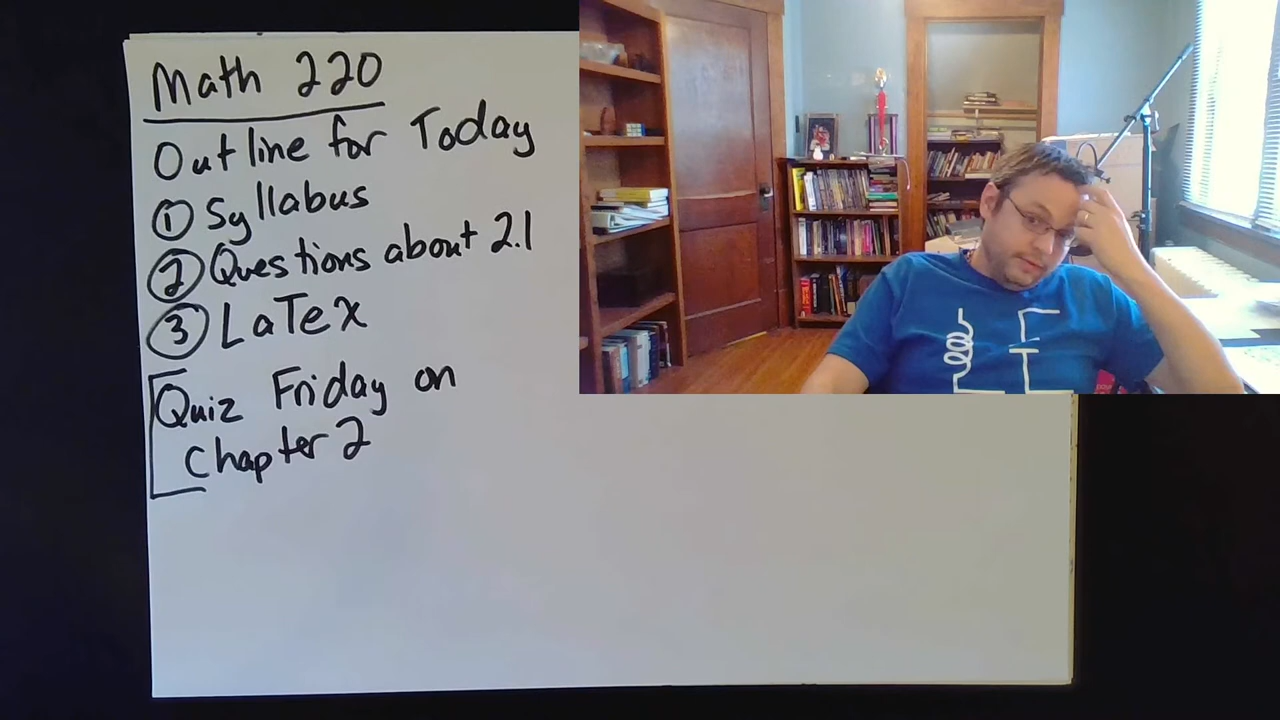 Math 220
Outline for Today
① Syllabus
② Questions about 2.1
③ LaTex
Quiz Friday on
Chapter 2